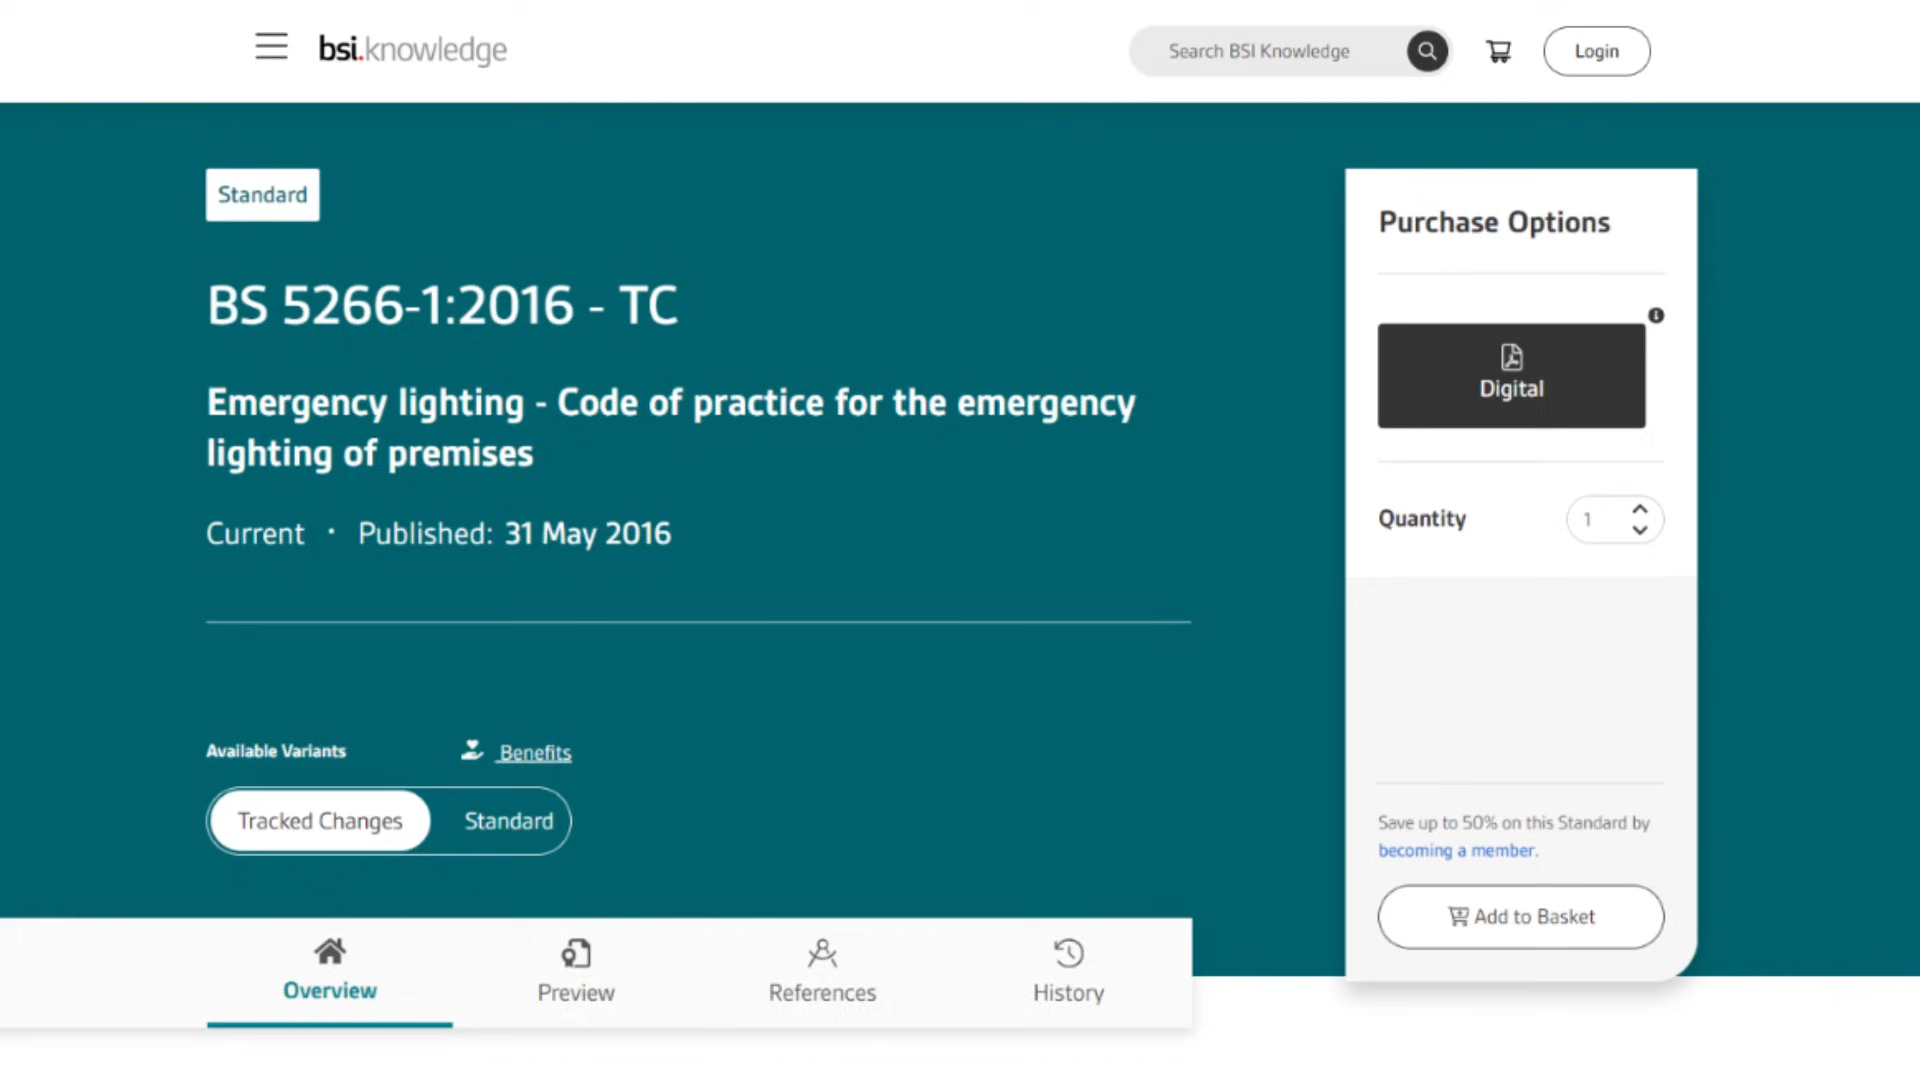 bsi.knowledge
Search BSI Knowledge
Login
Standard
BS 5266-1:2016 - TC
Emergency lighting - Code of practice for the emergency
lighting of premises
Current · Published: 31 May 2016
Available Variants
Benefits
Tracked Changes
Standard
Overview
Preview
References
History
Purchase Options
Digital
Quantity
1
Save up to 50% on this Standard by
becoming a member.
Add to Basket